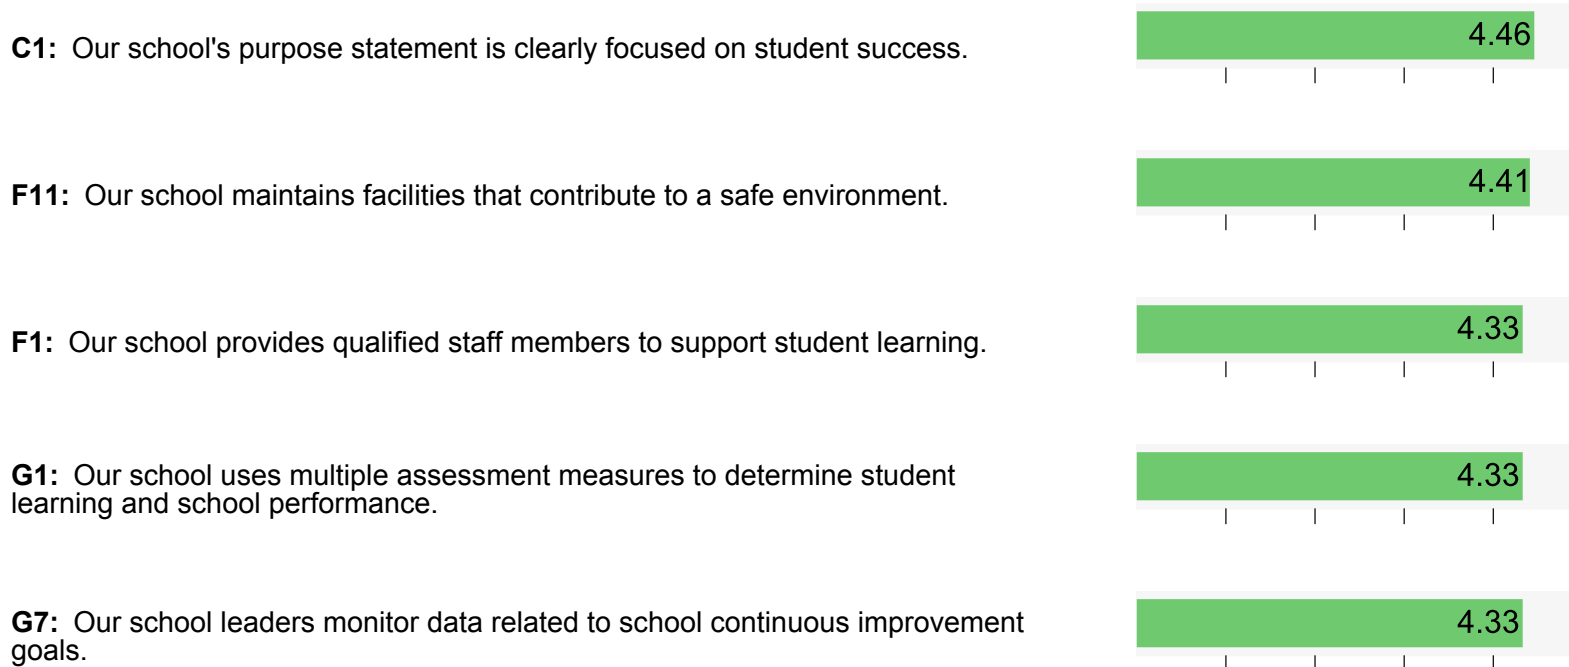 C1: Our school's purpose statement is clearly focused on student success.
4.46
F11: Our school maintains facilities that contribute to a safe environment.
4.41
F1: Our school provides qualified staff members to support student learning.
4.33
G1: Our school uses multiple assessment measures to determine student
learning and school performance.
4.33
G7: Our school leaders monitor data related to school continuous improvement
goals.
4.33